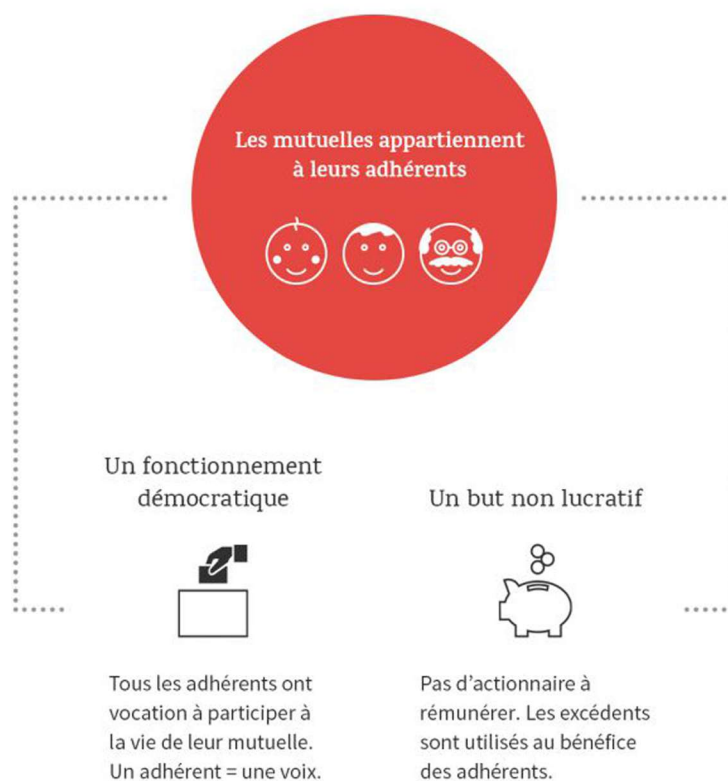 Les mutuelles appartiennent
à leurs adhérents
Un fonctionnement
démocratique
Tous les adhérents ont
vocation à participer à
la vie de leur mutuelle.
Un adhérent = une voix.
Un but non lucratif
Pas d’actionnaire à
rémunérer. Les excédents
sont utilisés au bénéfice
des adhérents.